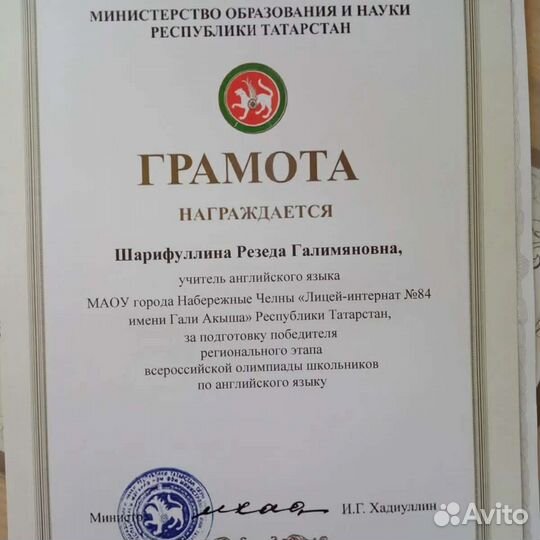 МИНИСТЕРСТВО ОБРАЗОВАНИЯ И НАУКИ
РЕСПУБЛИКИ ТАТАРСТАН
ГРАМОТА
НАГРАЖДАЕТСЯ
Шарифуллина Резеда Галимяновна,
учитель английского языка
МАОУ города Набережные Челны «Лицей-интернат №84
имени Гали Акыша» Республики Татарстан,
за подготовку победителя
регионального этапа
всероссийской олимпиады школьников
по английскому языку
Министр
И.Г. Хадиуллин
Avito